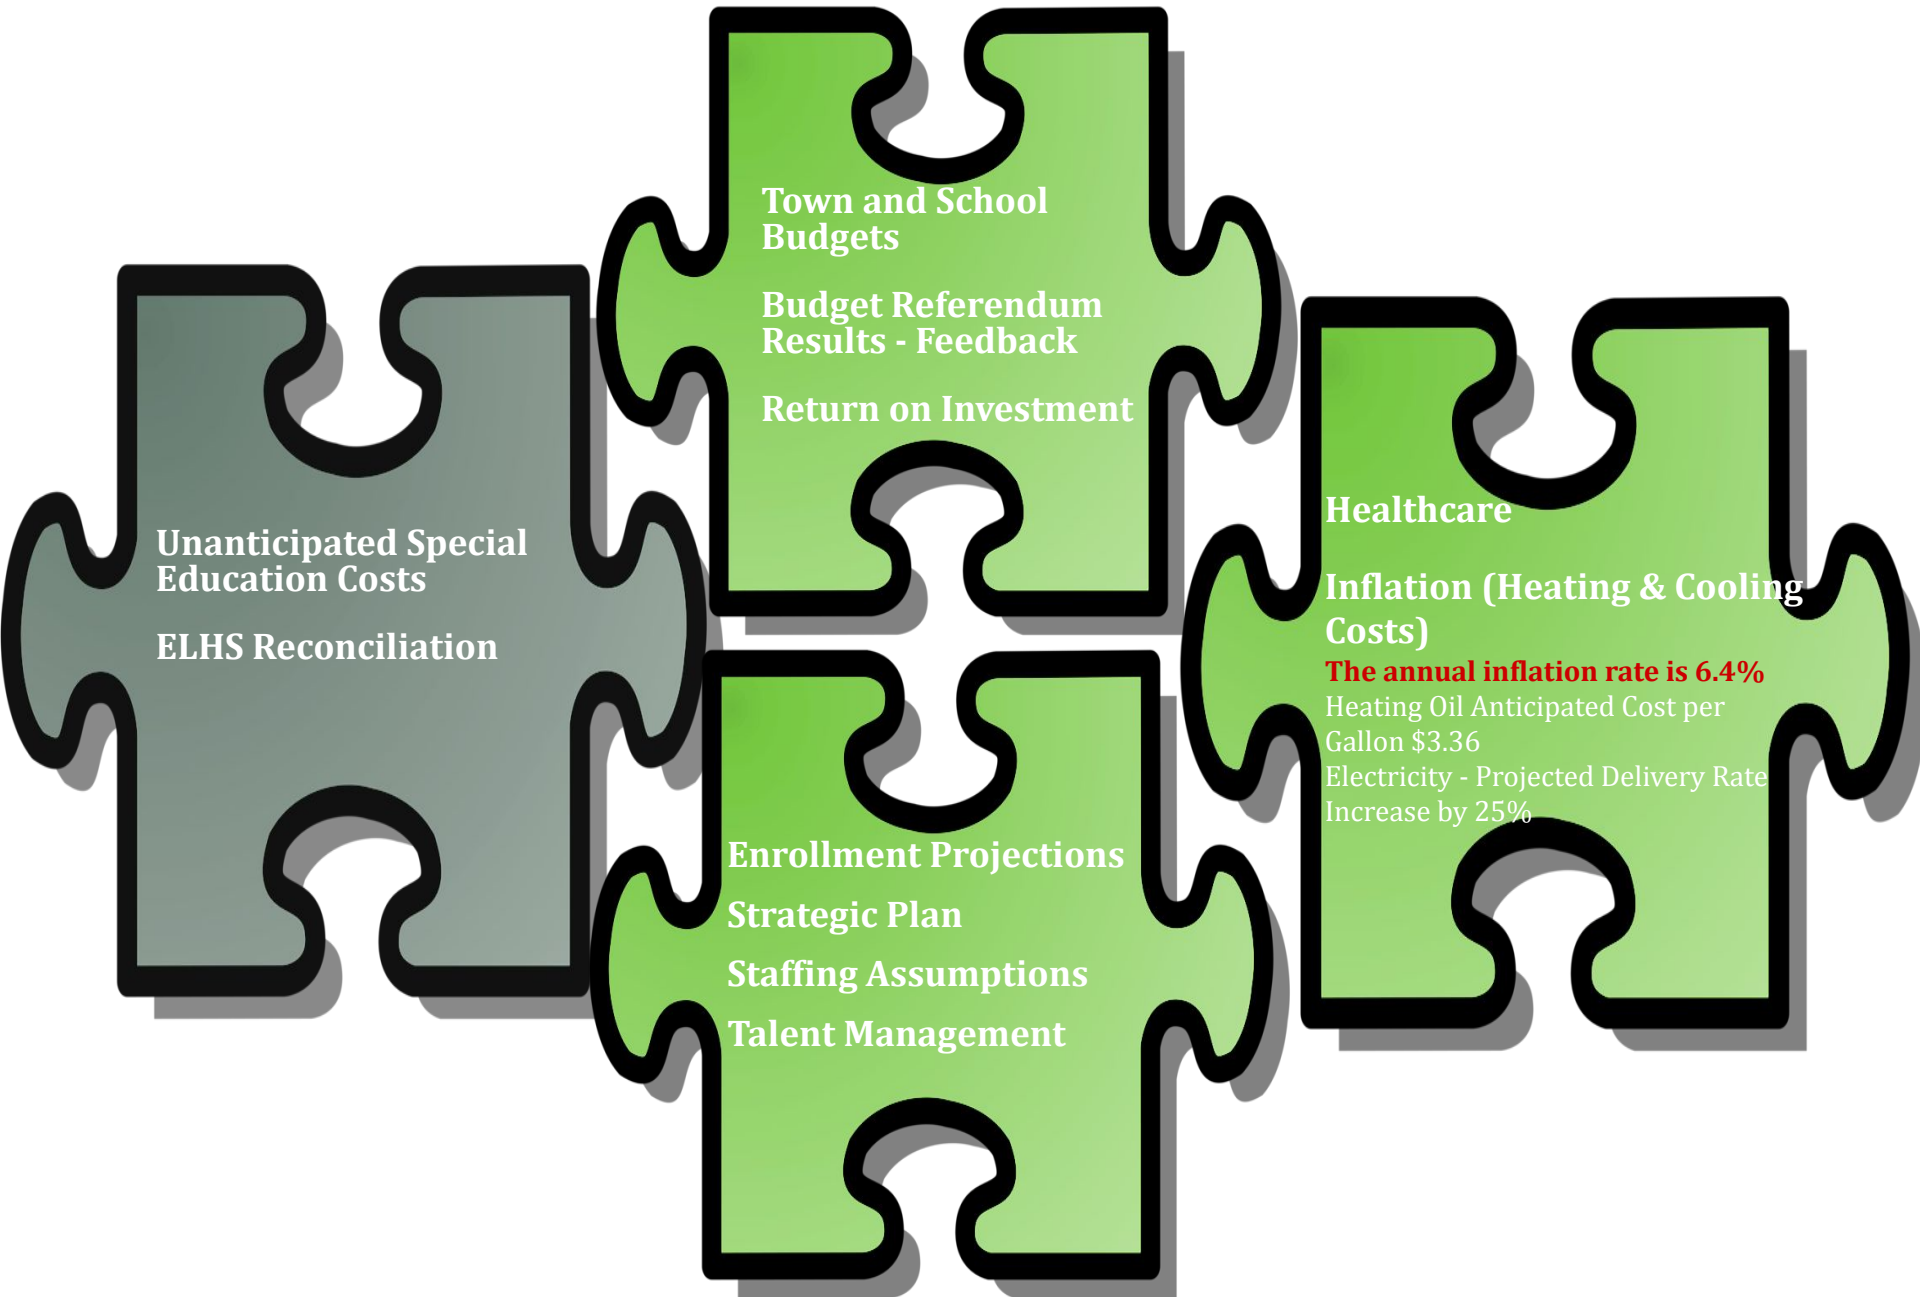 Town and School
Budgets
Budget Referendum
Results - Feedback
Return on Investment
Unanticipated Special
Education Costs
ELHS Reconciliation
Healthcare
Inflation (Heating & Cooling
Costs)
The annual inflation rate is 6.4%
Heating Oil Anticipated Cost per
Gallon $3.36
Electricity - Projected Delivery Rate
Increase by 25%
Enrollment Projections
Strategic Plan
Staffing Assumptions
Talent Management